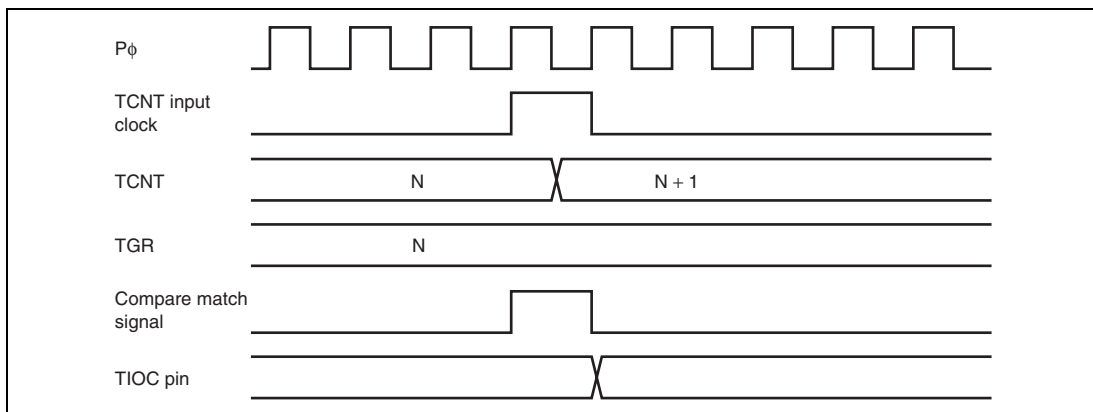 Pϕ
TCNT input
clock
TCNT N N + 1
TGR N
Compare match
signal
TIOC pin